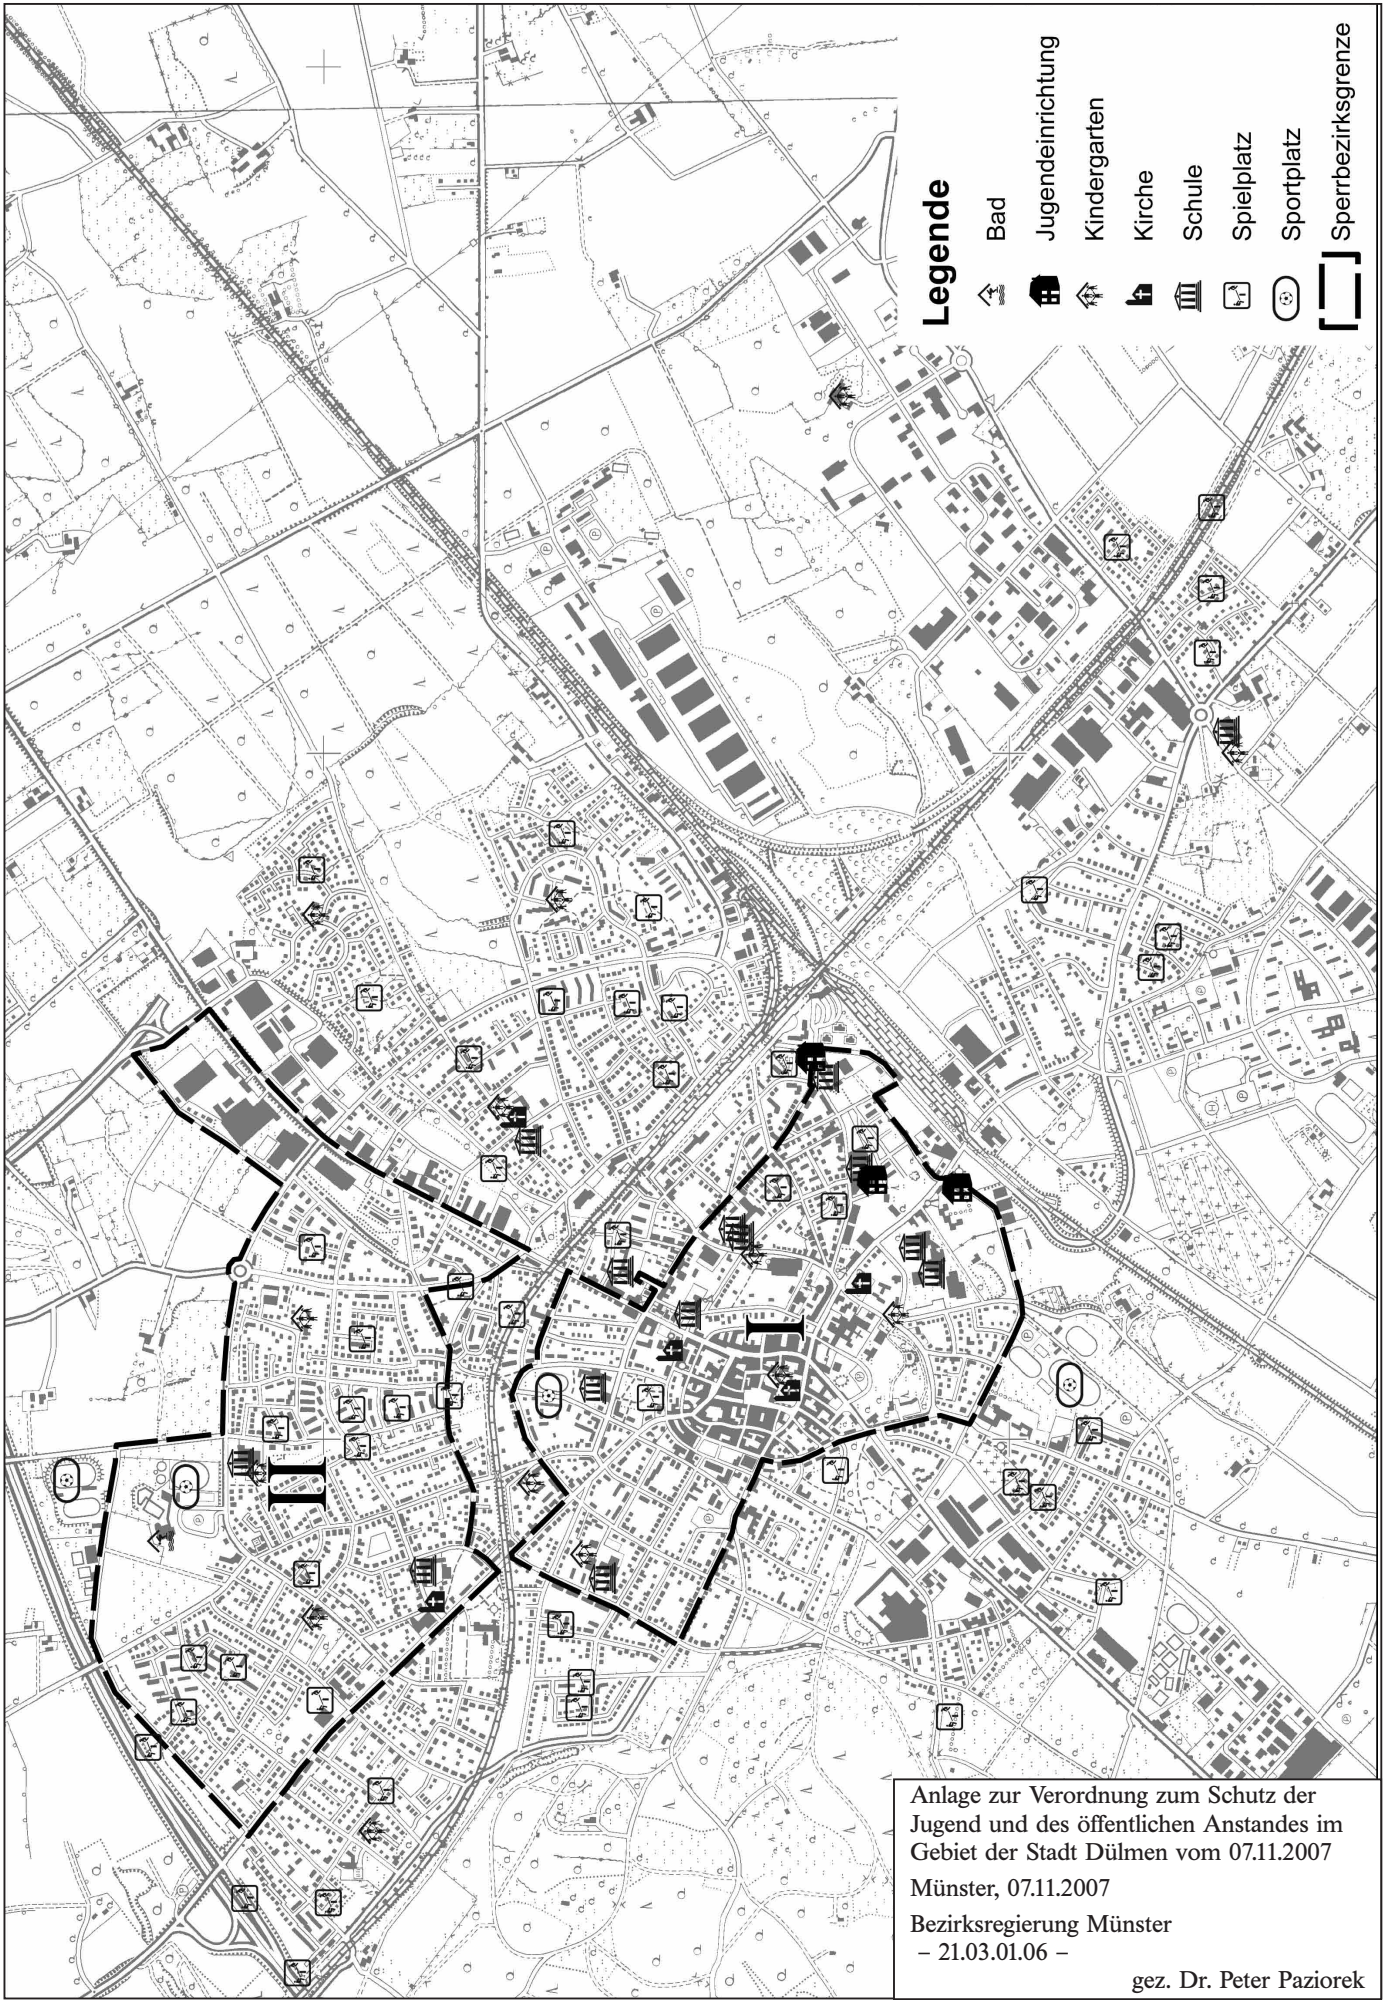 Legende
Bad
Jugendeinrichtung
Kindergarten
Kirche
Schule
Spielplatz
Sportplatz
Sperrbezirksgrenze
II
I
Anlage zur Verordnung zum Schutz der
Jugend und des öffentlichen Anstandes im
Gebiet der Stadt Dülmen vom 07.11.2007
Münster, 07.11.2007
Bezirksregierung Münster
– 21.03.01.06 –
gez. Dr. Peter Paziorek